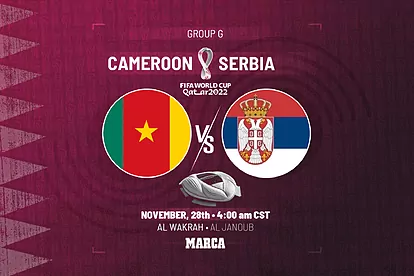 GROUP G
CAMEROON SERBIA
FIFA WORLD CUP
Qatar2022
VS
NOVEMBER, 28th • 4:00 am CST
AL WAKRAH • AL JANOUB
MARCA